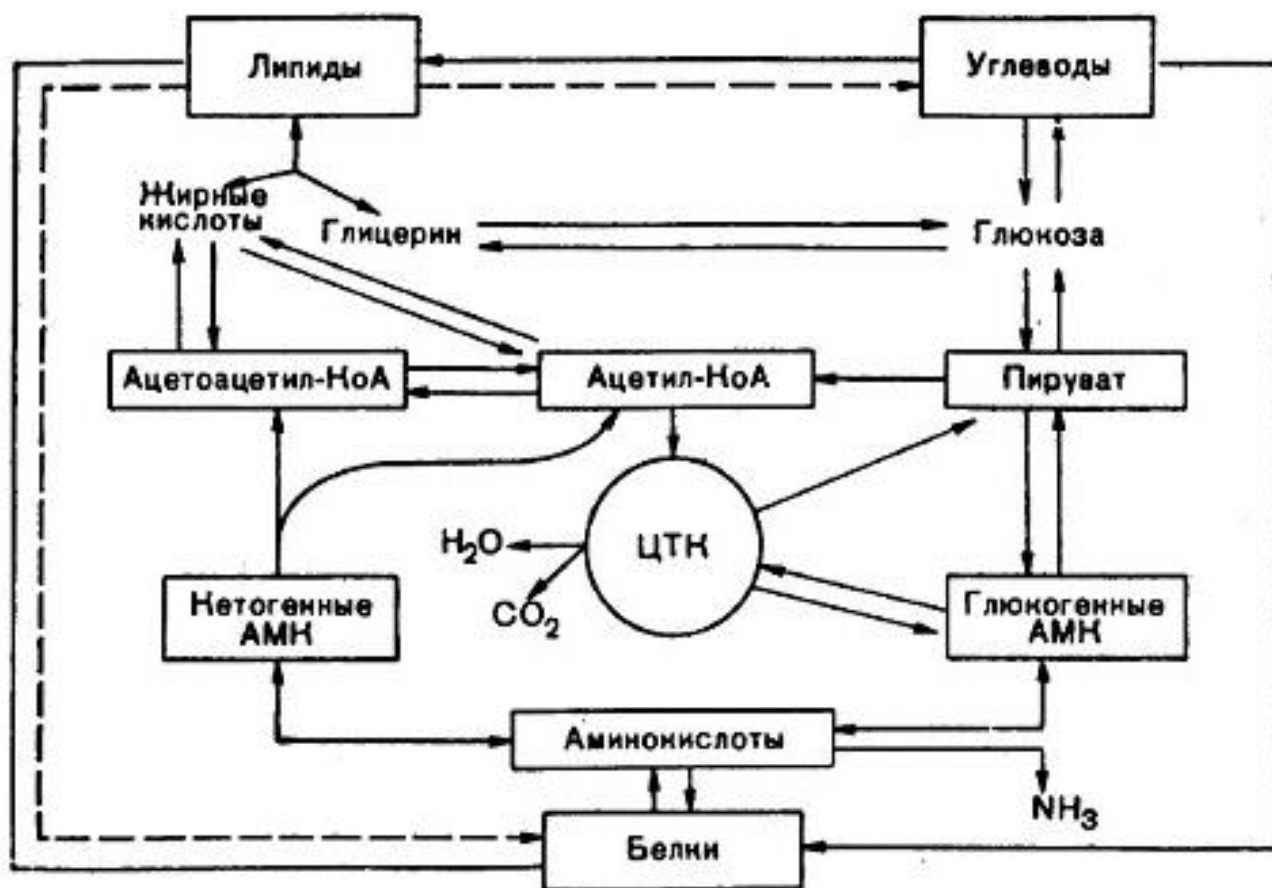 Липиды
Углеводы
Жирные
кислоты
Глицерин
Глюкоза
Ацетоацетил-КоА
Ацетил-КоА
Пируват
H₂O
ЦТК
CO₂
Кетогенные
АМК
Глюкогенные
АМК
Аминокислоты
NH₃
Белки